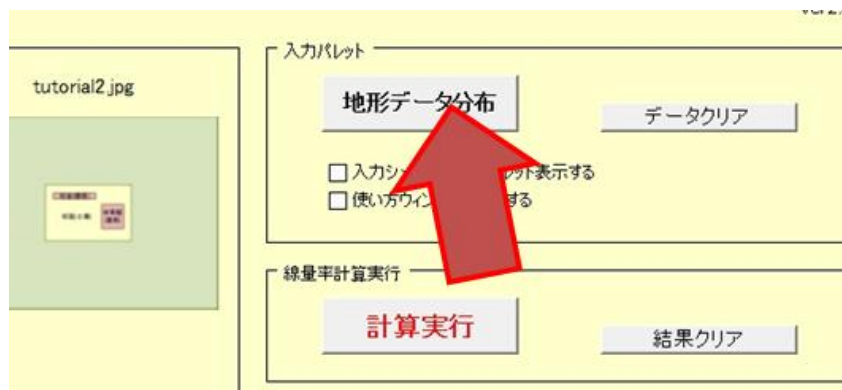 入力パレット
tutorial2.jpg
地形データ分布
データクリア
入力シ
レット表示する
使い方ウィン
する
線量率計算実行
計算実行
結果クリア